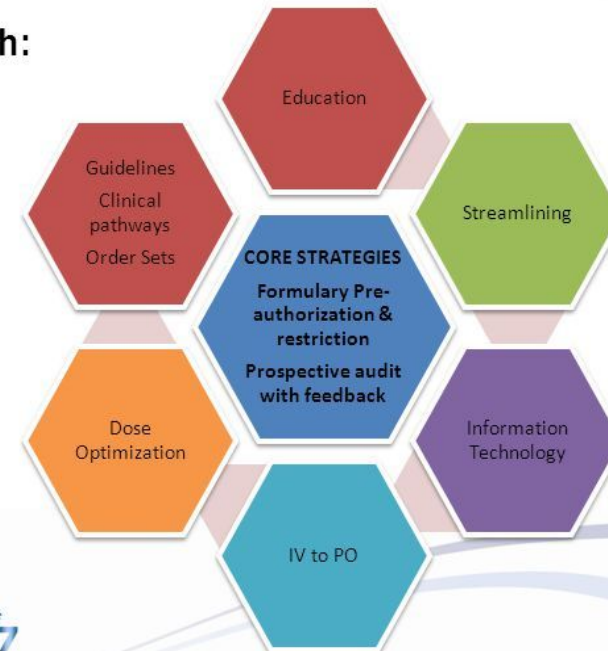 h:
Education
Guidelines
Clinical
pathways
Order Sets
Streamlining
CORE STRATEGIES
Formulary Pre-
authorization &
restriction
Prospective audit
with feedback
Dose
Optimization
Information
Technology
IV to PO